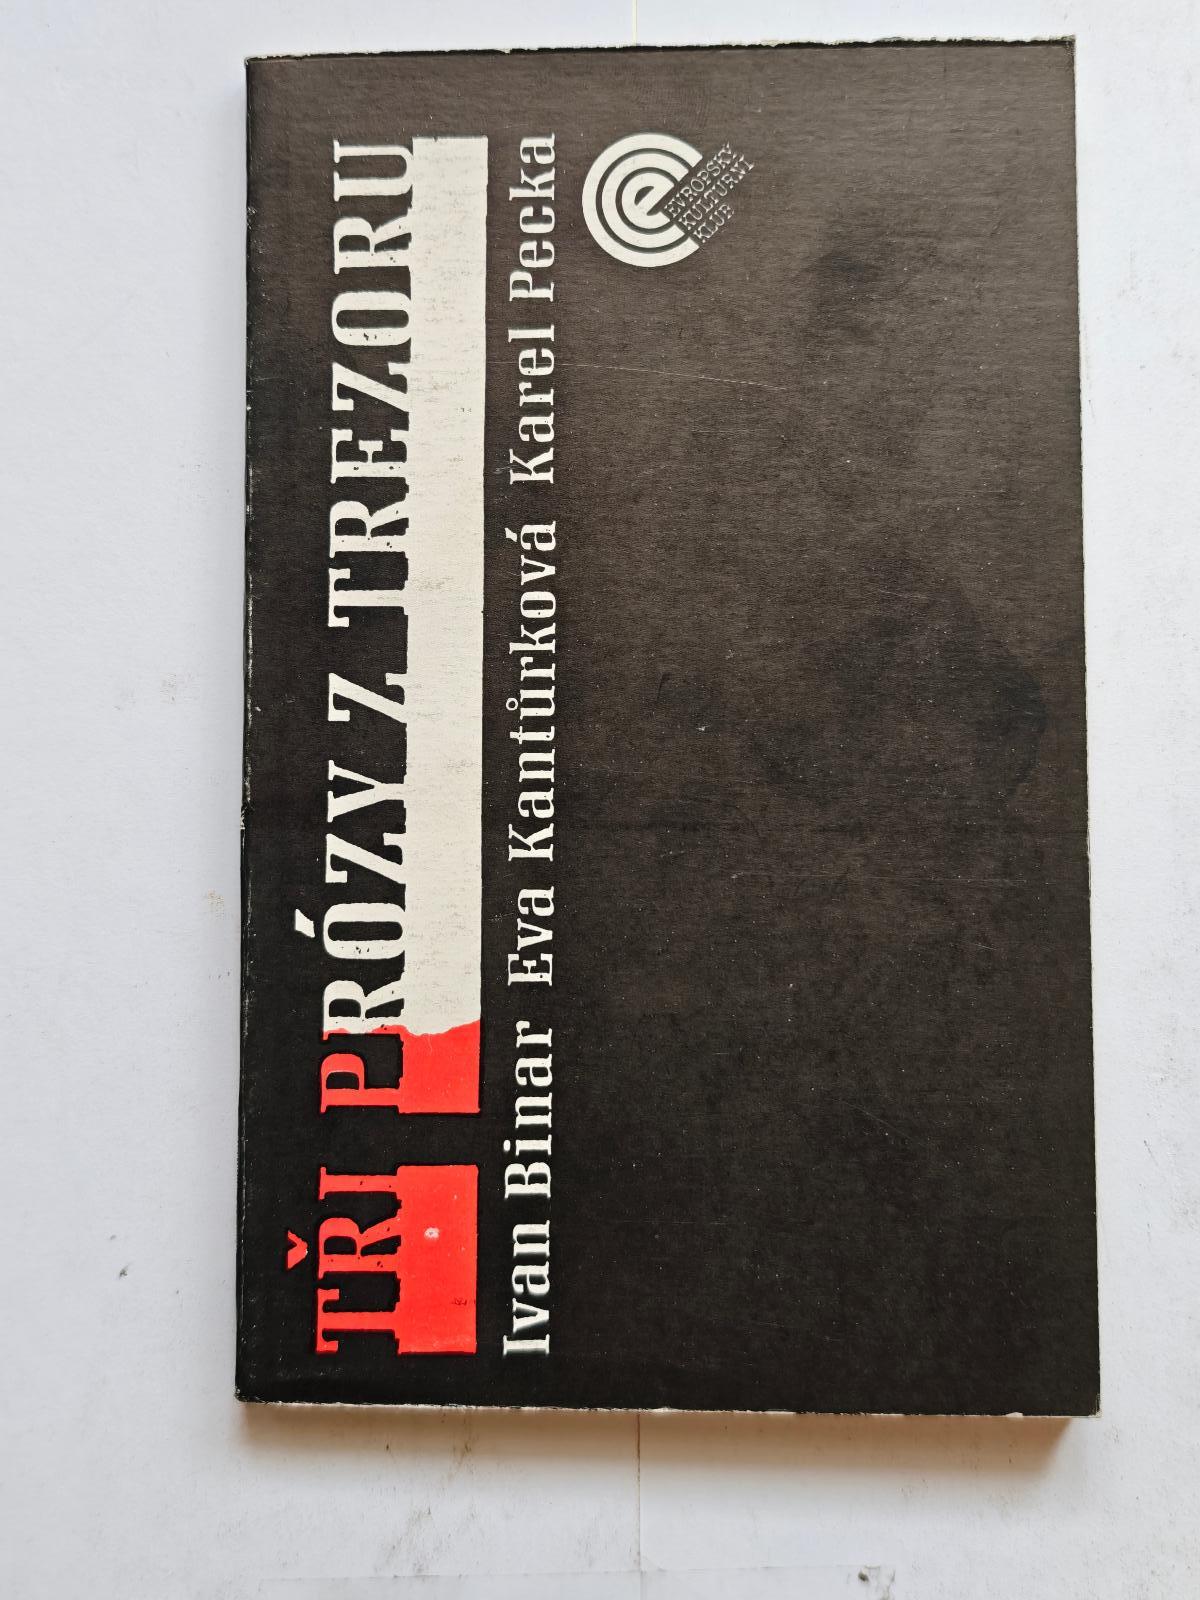 TŘI PRÓZY Z TREZORU
Ivan Binar Eva Kantůrková Karel Pecka
e
EVROPSKÝ
KULTURNÍ
KLUB